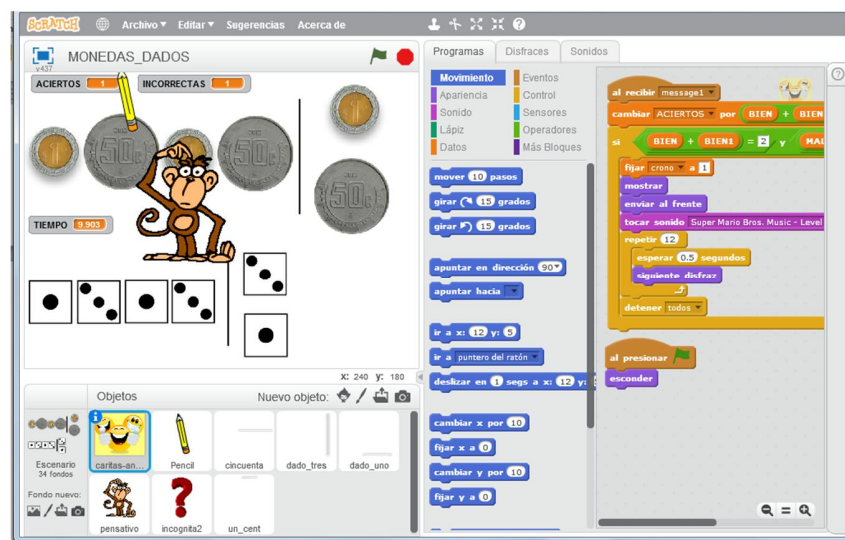 SCRATCH Archivo Editar Sugerencias Acerca de
MONEDAS_DADOS
v437
ACIERTOS 1 INCORRECTAS 1
1
50¢
50¢
1
50¢
TIEMPO 9.903
X: 240 y: 180
Objetos Nuevo objeto:
Escenario
34 fondos
Fondo nuevo:
caritas-an... Pencil cincuenta dado_tres dado_uno
pensativo incognita2 un_cent
Programas Disfraces Sonidos
Movimiento Eventos
Apariencia Control
Sonido Sensores
Lápiz Operadores
Datos Más Bloques
mover 10 pasos
girar 15 grados
girar 15 grados
apuntar en dirección 90
apuntar hacia
ir a x: 12 y: 5
ir a puntero del ratón
deslizar en 1 segs a x: 12 y:
cambiar x por 10
fijar x a 0
cambiar y por 10
fijar y a 0
al recibir message1
cambiar ACIERTOS por BIEN + BIEN
si BIEN + BIEN1 = 2 y MAL
fijar crono a 1
mostrar
enviar al frente
tocar sonido Super Mario Bros. Music - Level
repetir 12
esperar 0.5 segundos
siguiente disfraz
detener todos
al presionar
esconder